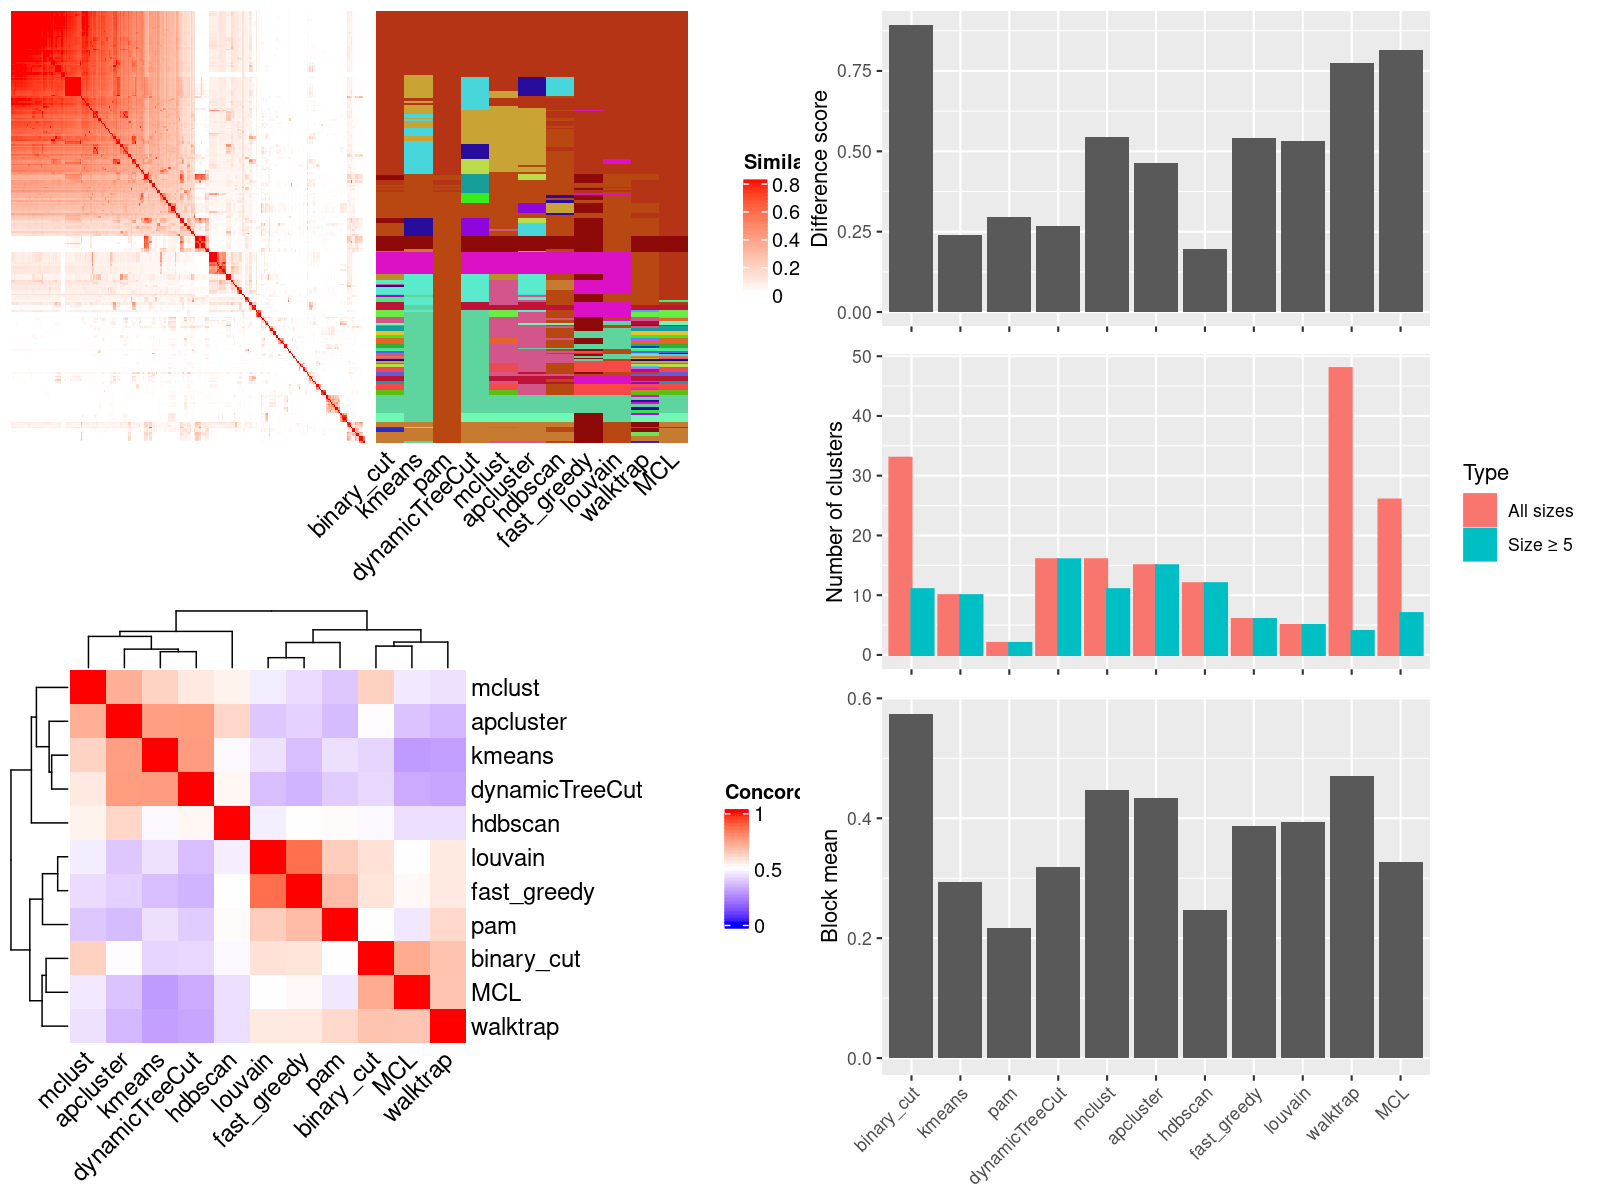 Simila
0.8
0.6
0.4
0.2
0
binary_cut
kmeans
pam
dynamicTreeCut
mclust
apcluster
hdbscan
fast_greedy
louvain
walktrap
MCL
mclust
apcluster
kmeans
dynamicTreeCut
hdbscan
louvain
fast_greedy
pam
binary_cut
MCL
walktrap
mclust
apcluster
kmeans
dynamicTreeCut
hdbscan
louvain
fast_greedy
pam
binary_cut
MCL
walktrap
Concord
1
0.5
0
Difference score
0.75
0.50
0.25
0.00
Number of clusters
50
40
30
20
10
0
Type
All sizes
Size ≥ 5
Block mean
0.6
0.4
0.2
0.0
binary_cut
kmeans
pam
dynamicTreeCut
mclust
apcluster
hdbscan
fast_greedy
louvain
walktrap
MCL